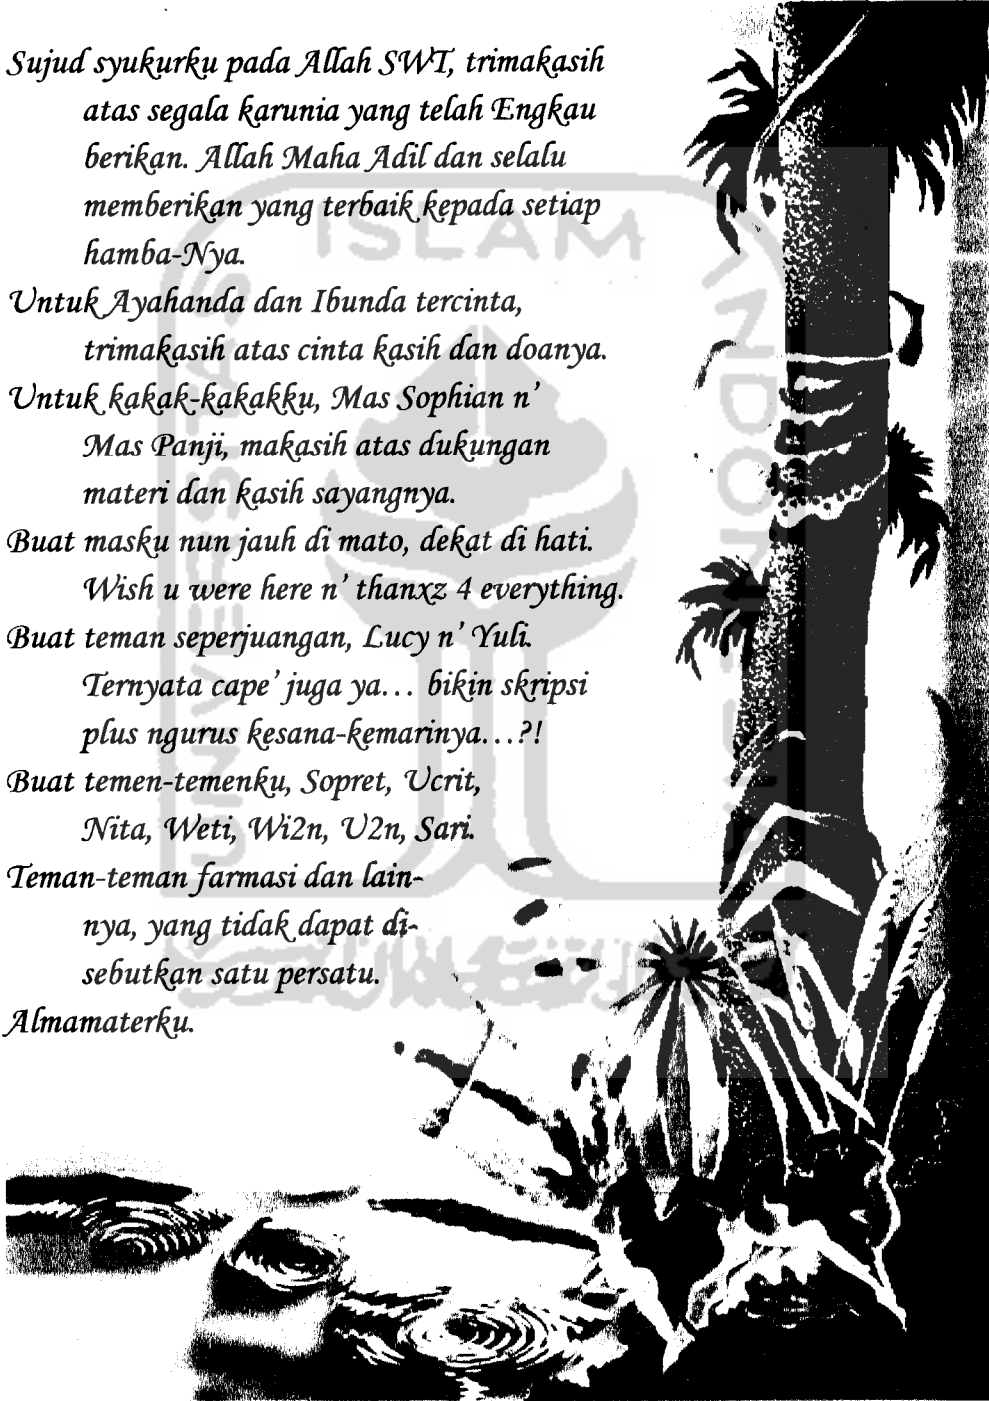 Sujud syukurku pada Allah SWT, trimakasih
atas segala karunia yang telah Engkau
berikan. Allah Maha Adil dan selalu
memberikan yang terbaik kepada setiap
hamba-Nya.
Untuk Ayahanda dan Ibunda tercinta,
trimakasih atas cinta kasih dan doanya.
Untuk kakak-kakakku, Mas Sophian n'
Mas Panji, makasih atas dukungan
materi dan kasih sayangnya.
Buat masku nun jauh di mato, dekat di hati.
Wish u were here n' thanxz 4 everything.
Buat teman seperjuangan, Lucy n' Yuli.
Ternyata cape' juga ya... bikin skripsi
plus ngurus kesana-kemarinya...?!
Buat temen-temenku, Sopret, Ucrit,
Nita, Weti, Wi2n, U2n, Sari.
Teman-teman farmasi dan lain-
nya, yang tidak dapat di-
sebutkan satu persatu.
Almamaterku.
UNIVERSITAS
ISLAM
INDONESIA